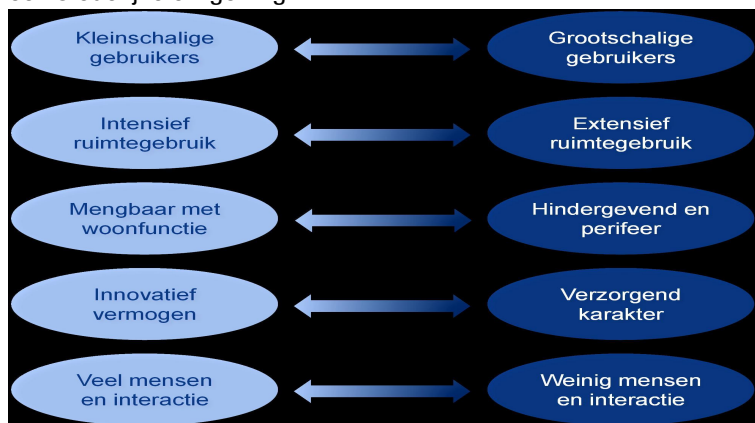 Kleinschalige
gebruikers
Grootschalige
gebruikers
Intensief
ruimtegebruik
Extensief
ruimtegebruik
Mengbaar met
woonfunctie
Hindergevend en
perifeer
Innovatief
vermogen
Verzorgend
karakter
Veel mensen
en interactie
Weinig mensen
en interactie